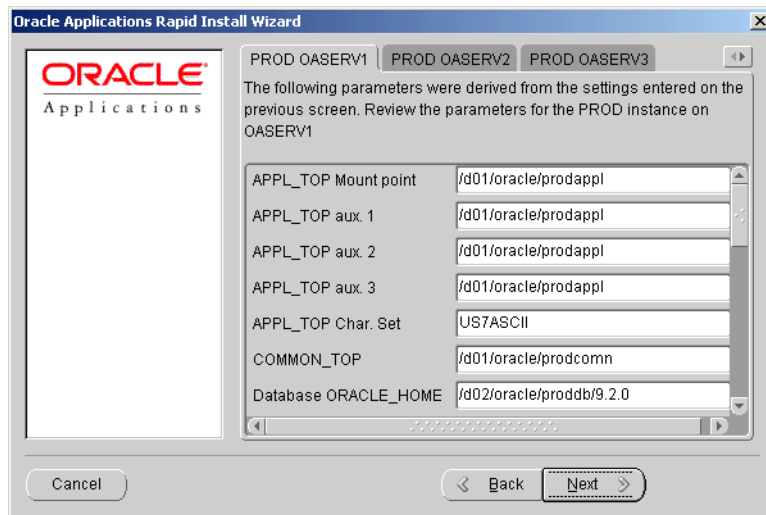 Oracle Applications Rapid Install Wizard
ORACLE®
Applications
PROD OASERV1 PROD OASERV2 PROD OASERV3
The following parameters were derived from the settings entered on the
previous screen. Review the parameters for the PROD instance on
OASERV1
APPL_TOP Mount point /d01/oracle/prodappl
APPL_TOP aux. 1 /d01/oracle/prodappl
APPL_TOP aux. 2 /d01/oracle/prodappl
APPL_TOP aux. 3 /d01/oracle/prodappl
APPL_TOP Char. Set US7ASCII
COMMON_TOP /d01/oracle/prodcomn
Database ORACLE_HOME /d02/oracle/proddb/9.2.0
Cancel Back Next